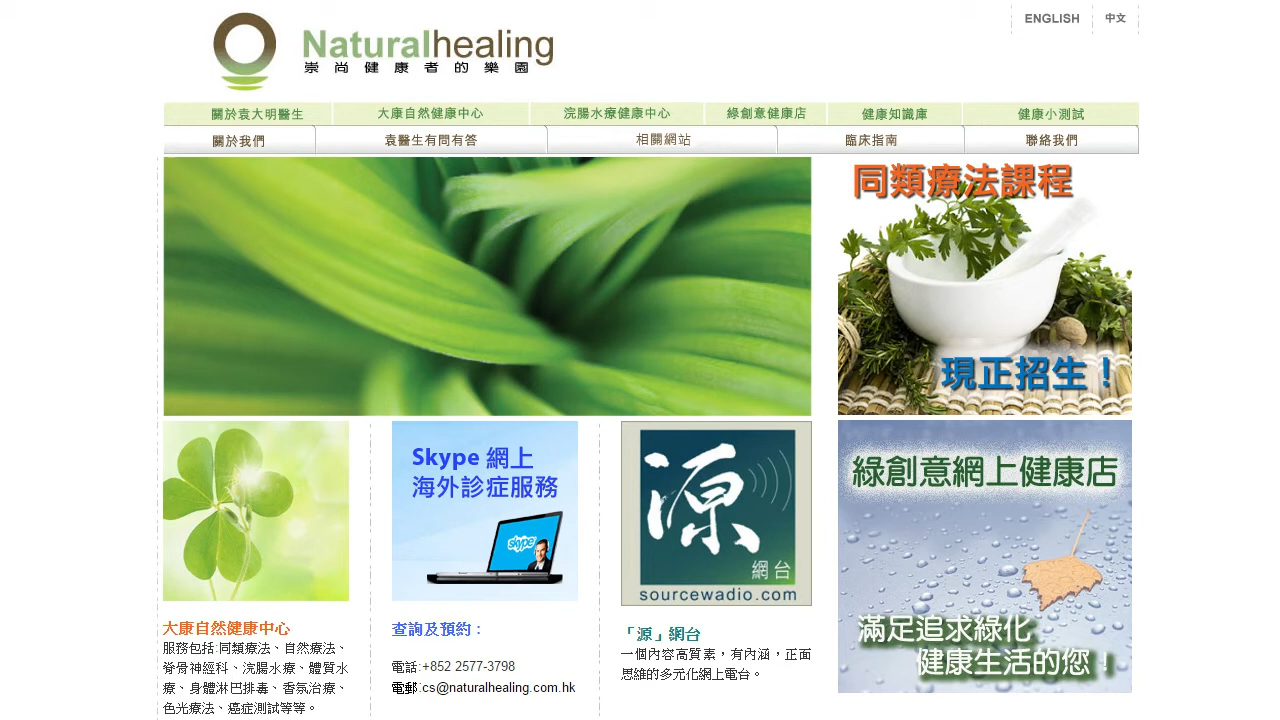 ENGLISH
中文
Naturalhealing
崇尚健康者的樂園
關於袁大明醫生
大康自然健康中心
浣腸水療健康中心
綠創意健康店
健康知識庫
健康小測試
關於我們
袁醫生有問有答
相關網站
臨床指南
聯絡我們
同類療法課程
現正招生！
Skype 網上
海外診症服務
skype
源
網台
sourcewadio.com
綠創意網上健康店
滿足追求綠化
健康生活的您！
大康自然健康中心
服務包括:同類療法、自然療法、
脊骨神經科、浣腸水療、體質水
療、身體淋巴排毒、香氛治療、
色光療法、癌症測試等等。
查詢及預約：
電話:+852 2577-3798
電郵:cs@naturalhealing.com.hk
「源」網台
一個內容高質素，有內涵，正面
思維的多元化網上電台。